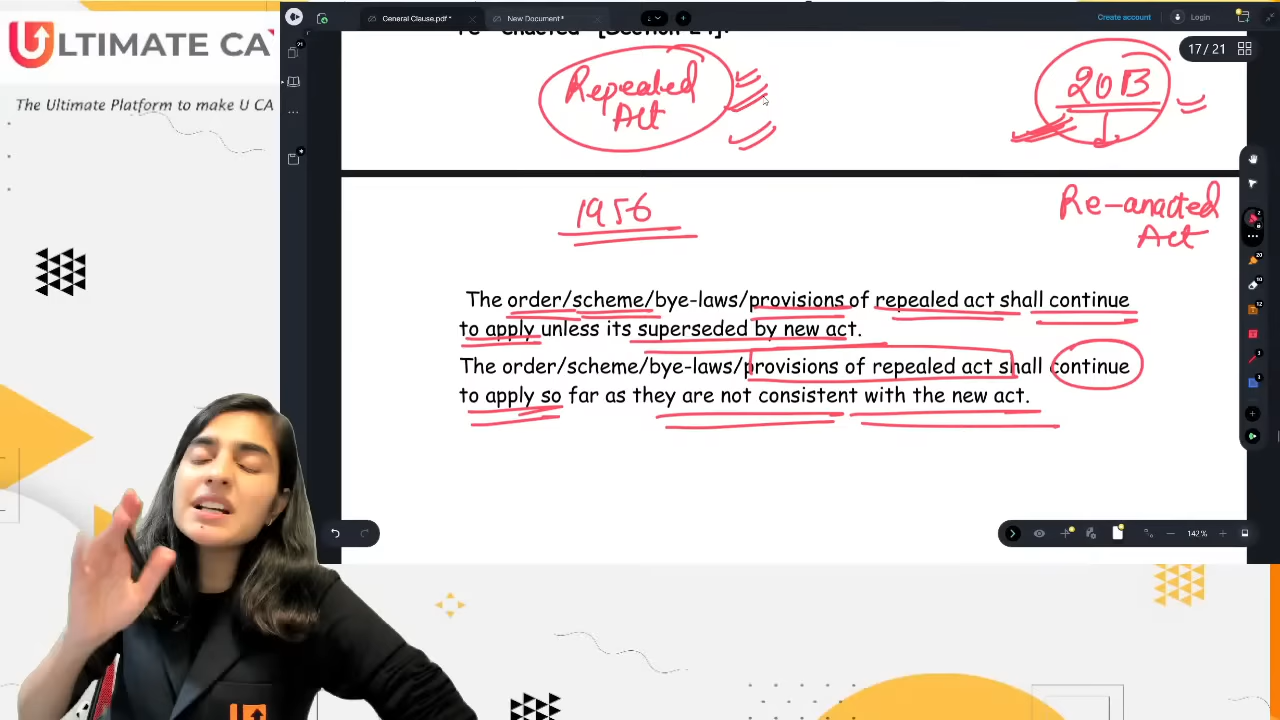 ULTIMATE CA
The Ultimate Platform to make U CA
General Clause.pdf *
New Document*
1
Create account
Login
17 / 21
Repealed
Act
20B
1956
Re-anacted
Act
The order/scheme/bye-laws/provisions of repealed act shall continue
to apply unless its superseded by new act.
The order/scheme/bye-laws/provisions of repealed act shall continue
to apply so far as they are not consistent with the new act.
142%